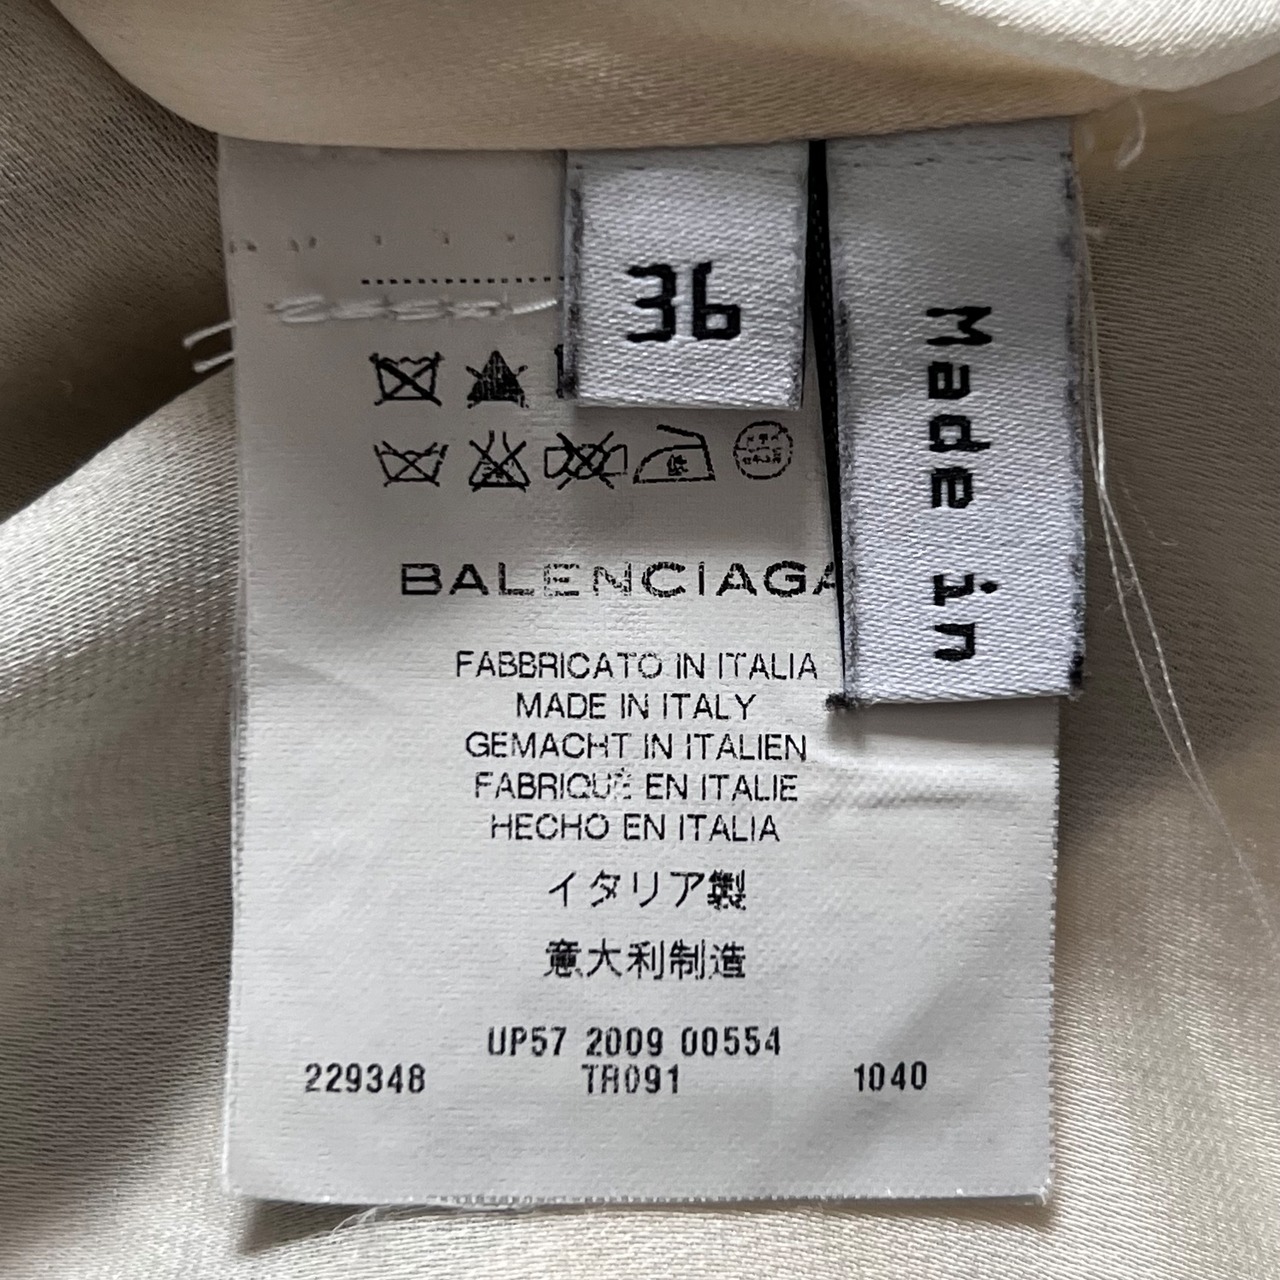 36
Made in
低
BALENCIAGA
FABBRICATO IN ITALIA
MADE IN ITALY
GEMACHT IN ITALIEN
FABRIQUÉ EN ITALIE
HECHO EN ITALIA
イタリア製
意大利制造
UP57 2009 00554
229348 TR091 1040